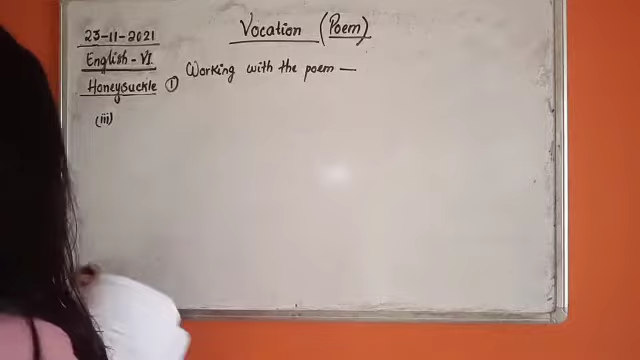 Vocation (Poem)
23-11-2021
English - VI
Honeysuckle ① Working with the poem —
(iii)